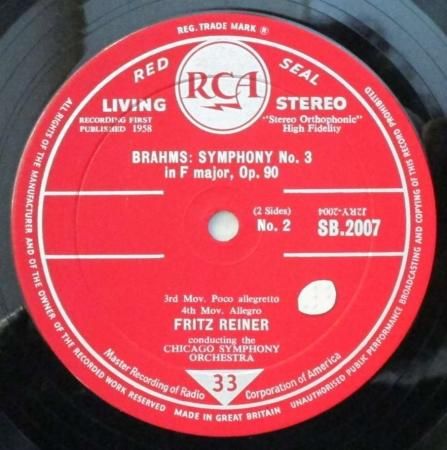 REG. TRADE MARK ®
RED SEAL
RCA
LIVING STEREO
RECORDING FIRST
PUBLISHED 1958
"Stereo Orthophonic"
High Fidelity
BRAHMS: SYMPHONY No. 3
in F major, Op. 90
(2 Sides)
No. 2
J2RY-2004
SB.2007
3rd Mov. Poco allegretto
4th Mov. Allegro
FRITZ REINER
conducting the
CHICAGO SYMPHONY
ORCHESTRA
Master Recording of Radio Corporation of America
33
ALL RIGHTS OF THE MANUFACTURER AND OF THE OWNER OF THE RECORDED WORK RESERVED
MADE IN GREAT BRITAIN
UNAUTHORISED PUBLIC PERFORMANCE BROADCASTING AND COPYING OF THIS RECORD PROHIBITED